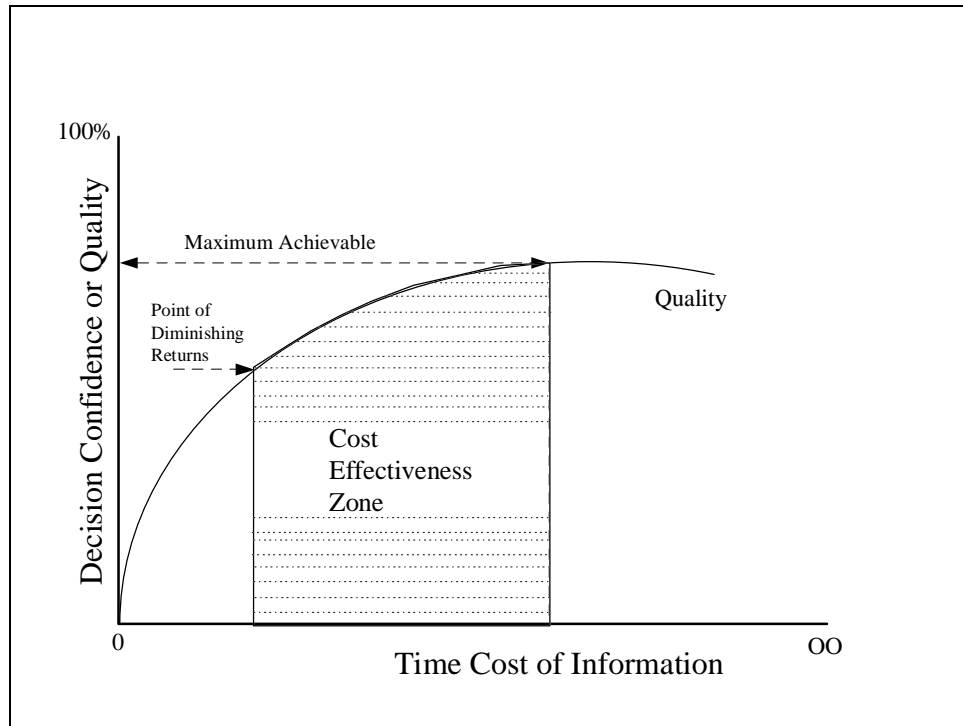 100%
Decision Confidence or Quality
Maximum Achievable
Point of
Diminishing
Returns
Quality
Cost
Effectiveness
Zone
0
OO
Time Cost of Information